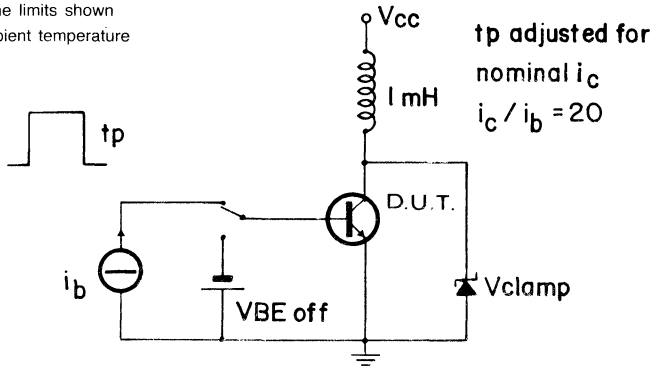 limits shown
temperature
Vcc
tp adjusted for
nominal ic
ic / ib = 20
1 mH
tp
D.U.T.
ib
VBE off
Vclamp